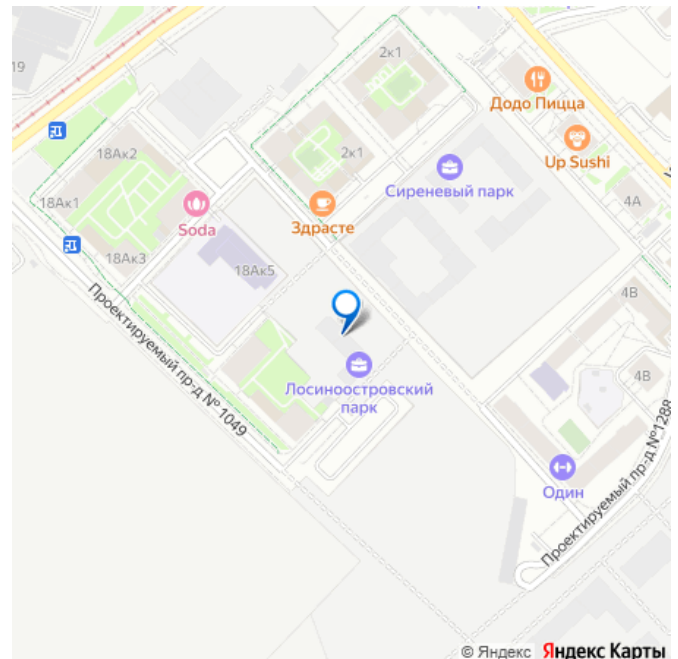 19
2к1
Додо Пицца
18Ак2
2к1
Up Sushi
Сиреневый парк
18Ак1
Soda
Здрасте
4А
18Ак3
18Ак5
4В
Проектируемый пр-д № 1049
Лосиноостровский
парк
4В
Один
Проектируемый пр-д №1288
© Яндекс Яндекс Карты